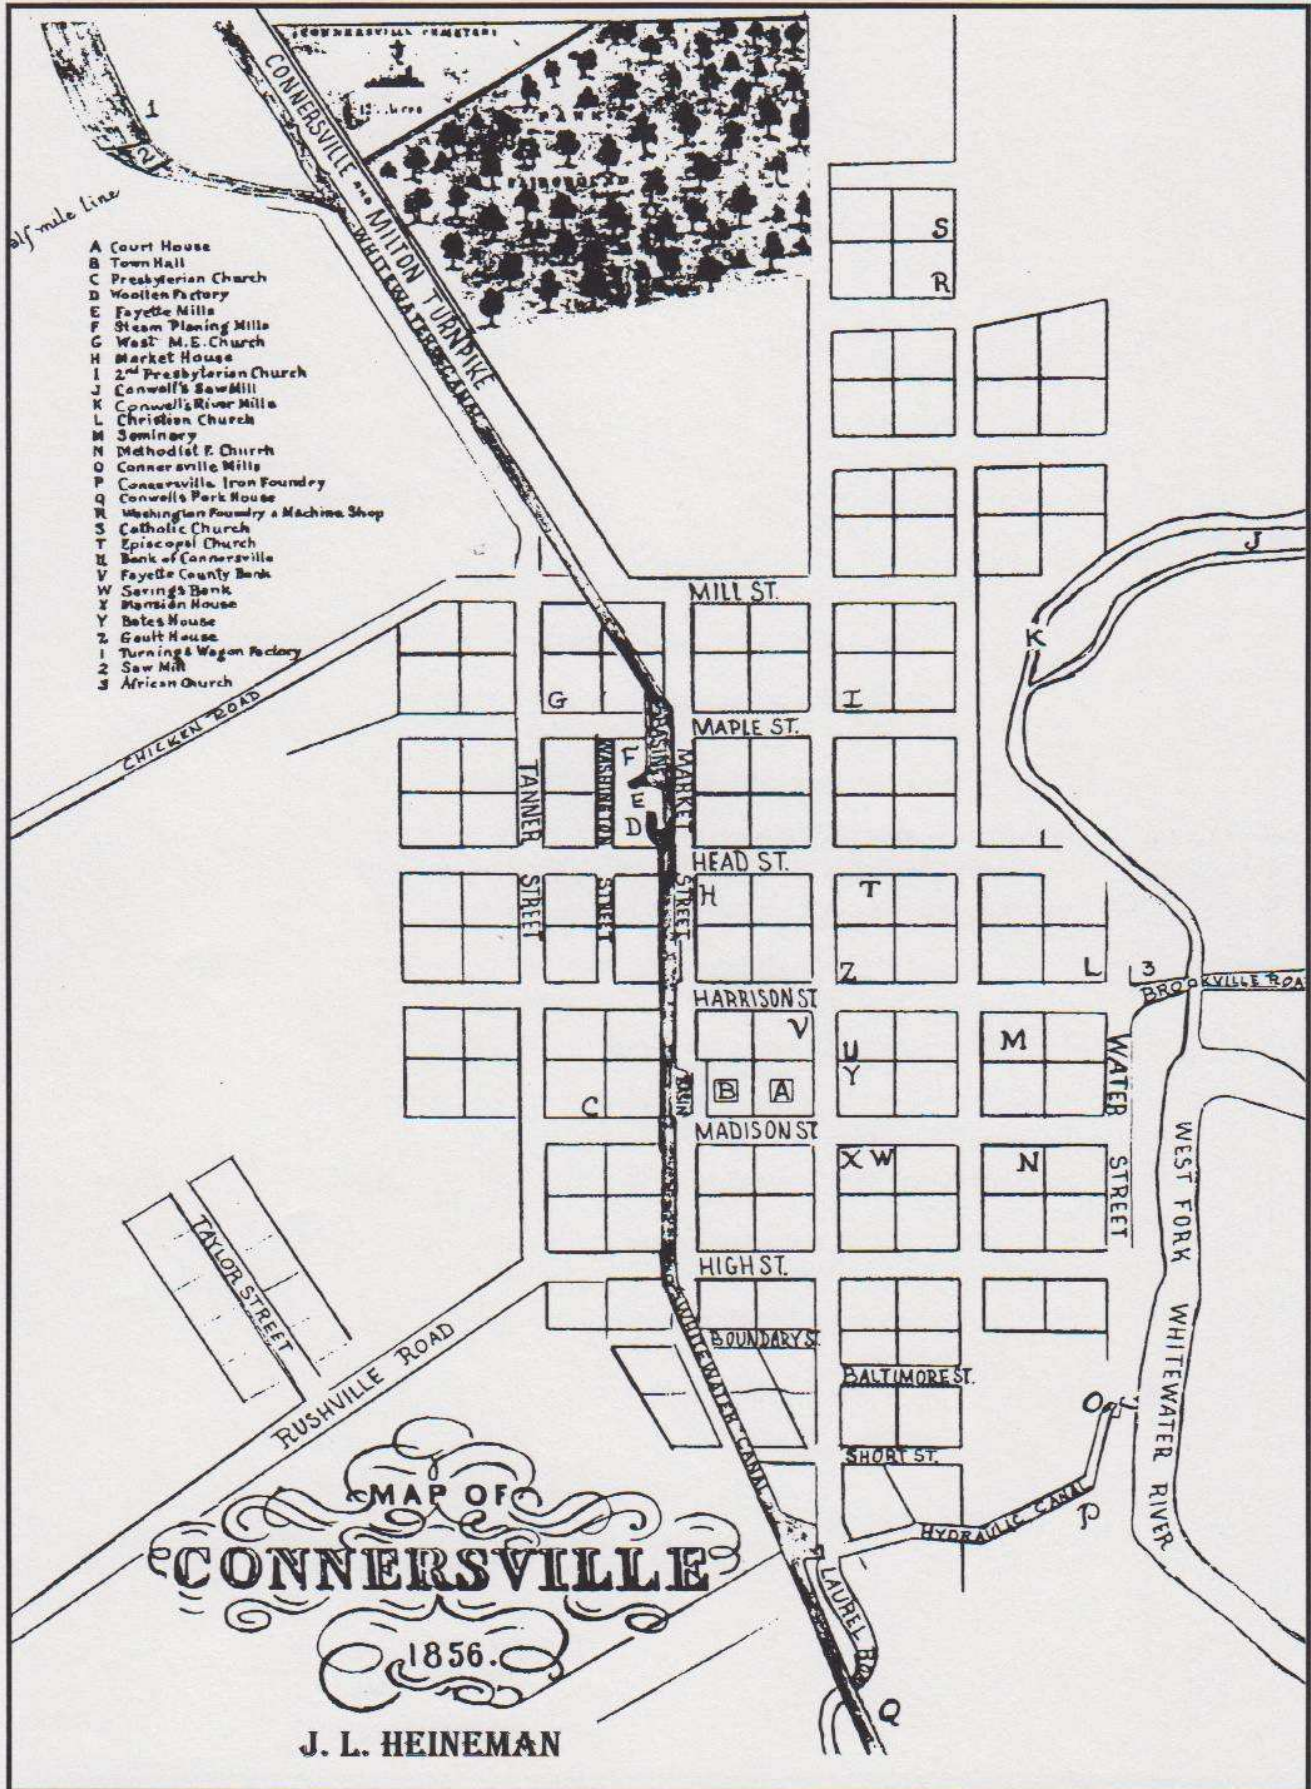 CONNERSVILLE CEMETERY
CONNERSVILLE AND MILTON TURNPIKE
WHITEWATER CANAL
1
2
half mile line
A Court House
B Town Hall
C Presbyterian Church
D Woollen Factory
E Fayette Mills
F Steam Planing Mills
G West M.E. Church
H Market House
I 2nd Presbyterian Church
J Conwell's Saw Mill
K Conwell's River Mills
L Christian Church
M Seminary
N Methodist E. Church
O Connersville Mills
P Connersville Iron Foundry
Q Conwells Pork House
R Washington Foundry & Machine Shop
S Catholic Church
T Episcopal Church
U Bank of Connersville
V Fayette County Bank
W Savings Bank
X Mansion House
Y Bates House
Z Gault House
1 Turning & Wagon Factory
2 Saw Mill
3 African Church
S
R
J
K
MILL ST.
CHICKEN ROAD
G
I
MAPLE ST.
BASIN
F
E
D
TANNER STREET
WASHINGTON STREET
MARKET STREET
HEAD ST.
H
T
Z
L
3
BROOKVILLE ROA
HARRISON ST
V
U
Y
M
WATER STREET
BASIN
B
A
C
MADISON ST
X W
N
WEST FORK WHITEWATER RIVER
TAYLOR STREET
HIGH ST.
BOUNDARY ST
BALTIMORE ST.
RUSHVILLE ROAD
WHITEWATER CANAL
O
SHORT ST.
HYDRAULIC CANAL
P
LAUREL
Q
MAP OF
CONNERSVILLE
1856.
J. L. HEINEMAN